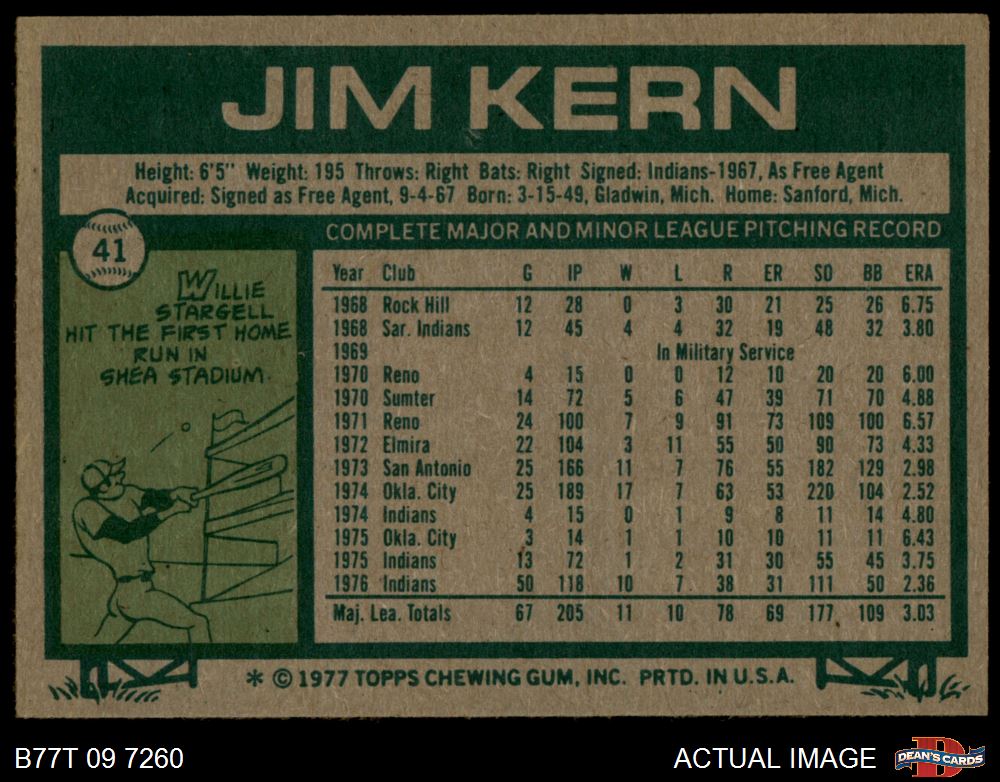 JIM KERN
Height: 6'5" Weight: 195 Throws: Right Bats: Right Signed: Indians-1967, As Free Agent
Acquired: Signed as Free Agent, 9-4-67 Born: 3-15-49, Gladwin, Mich. Home: Sanford, Mich.
41
WILLIE
STARGELL
HIT THE FIRST HOME
RUN IN
SHEA STADIUM.
COMPLETE MAJOR AND MINOR LEAGUE PITCHING RECORD
Year Club G IP W L R ER SO BB ERA
1968 Rock Hill 12 28 0 3 30 21 25 26 6.75
1968 Sar. Indians 12 45 4 4 32 19 48 32 3.80
1969 In Military Service
1970 Reno 4 15 0 0 12 10 20 20 6.00
1970 Sumter 14 72 5 6 47 39 71 70 4.88
1971 Reno 24 100 7 9 91 73 109 100 6.57
1972 Elmira 22 104 3 11 55 50 90 73 4.33
1973 San Antonio 25 166 11 7 76 55 182 129 2.98
1974 Okla. City 25 189 17 7 63 53 220 104 2.52
1974 Indians 4 15 0 1 9 8 11 14 4.80
1975 Okla. City 3 14 1 1 10 10 11 11 6.43
1975 Indians 13 72 1 2 31 30 55 45 3.75
1976 Indians 50 118 10 7 38 31 111 50 2.36
Maj. Lea. Totals 67 205 11 10 78 69 177 109 3.03
* © 1977 TOPPS CHEWING GUM, INC. PRTD. IN U.S.A.
B77T 09 7260
ACTUAL IMAGE
DEAN'S CARDS